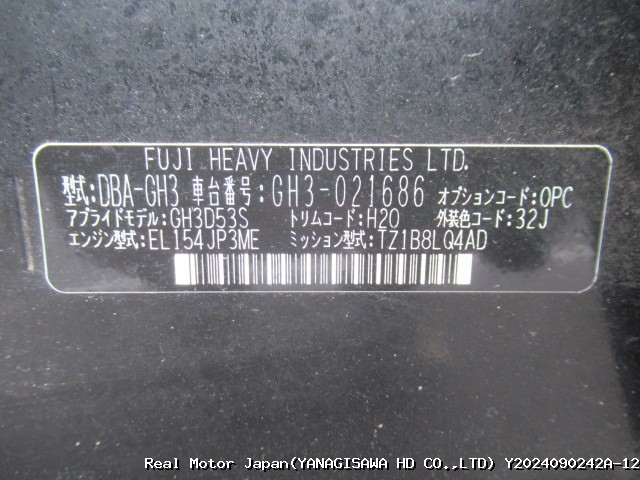 FUJI HEAVY INDUSTRIES LTD.
型式:DBA-GH3 車台番号:GH3-021686 オプションコード:OPC
アプライドモデル:GH3D53S トリムコード:H20 外装色コード:32J
エンジン型式:EL154JP3ME ミッション型式:TZ1B8LQ4AD
Real Motor Japan(YANAGISAWA HD CO.,LTD) Y2024090242A-12